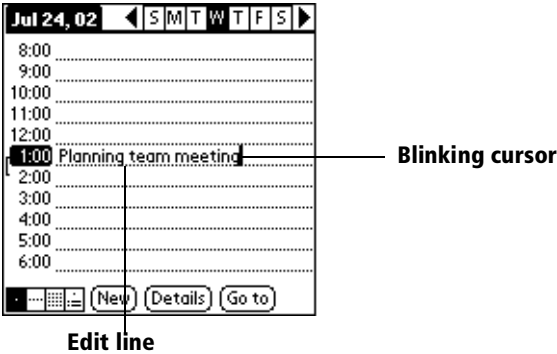 Jul 24, 02 S M T W T F S
8:00
9:00
10:00
11:00
12:00
1:00 Planning team meeting
Blinking cursor
2:00
3:00
4:00
5:00
6:00
New Details Go to
Edit line